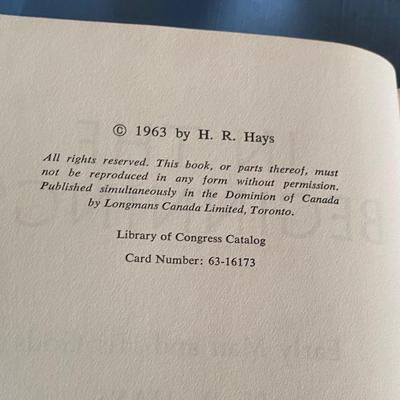 © 1963 by H. R. Hays
All rights reserved. This book, or parts thereof, must
not be reproduced in any form without permission.
Published simultaneously in the Dominion of Canada
by Longmans Canada Limited, Toronto.
Library of Congress Catalog
Card Number: 63-16173